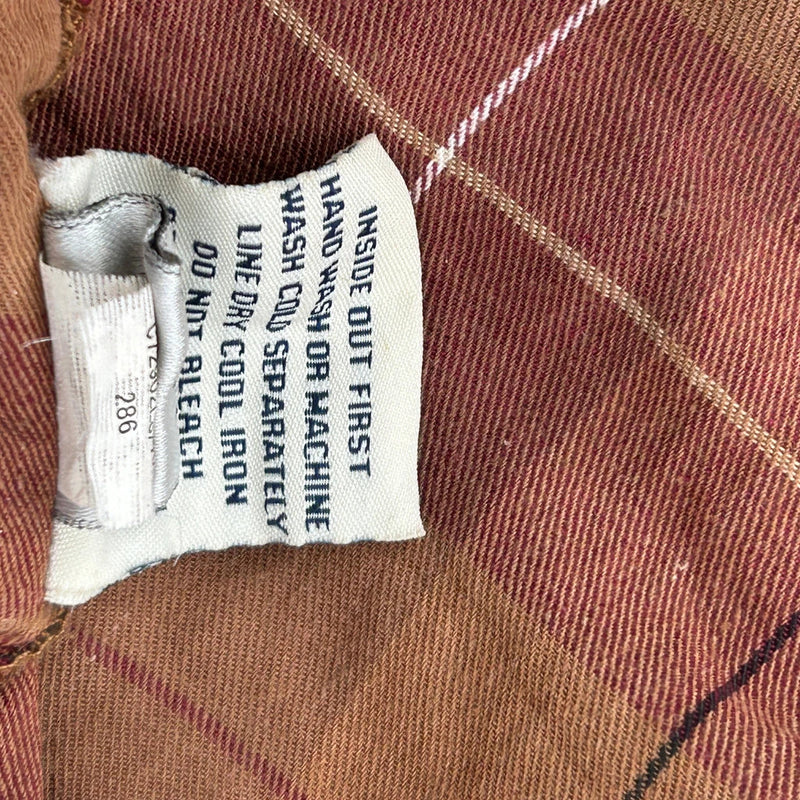 INSIDE OUT FIRST
HAND WASH OR MACHINE
WASH COLD SEPARATELY
LINE DRY COOL IRON
DO NOT BLEACH
286